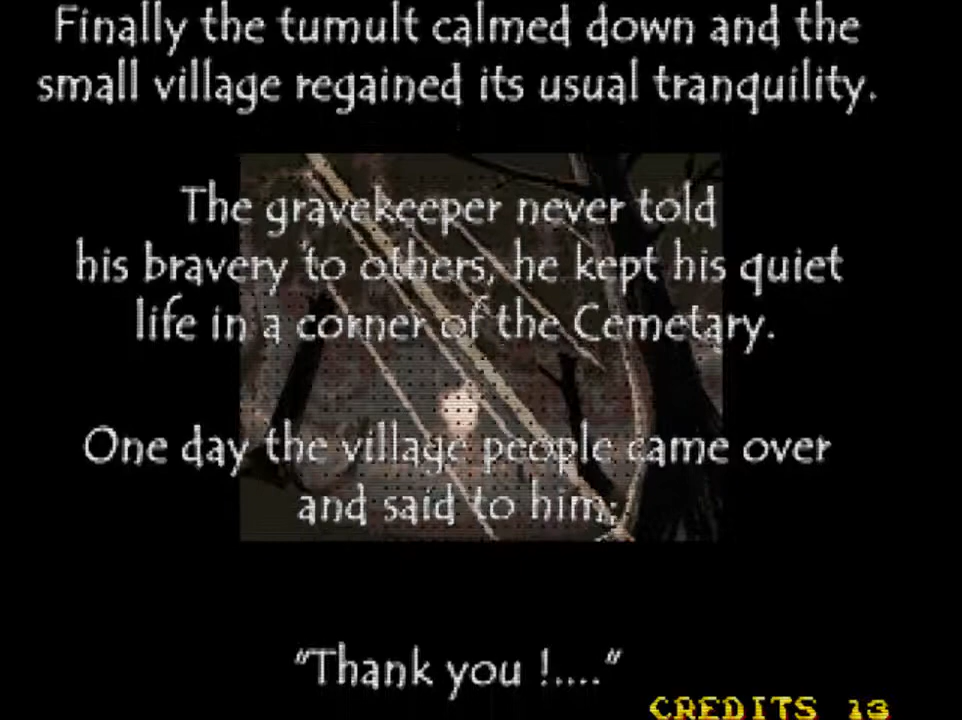 Finally the tumult calmed down and the
small village regained its usual tranquility.
The gravekeeper never told
his bravery to others, he kept his quiet
life in a corner of the Cemetary.
One day the village people came over
and said to him;
"Thank you !...."
CREDITS 13